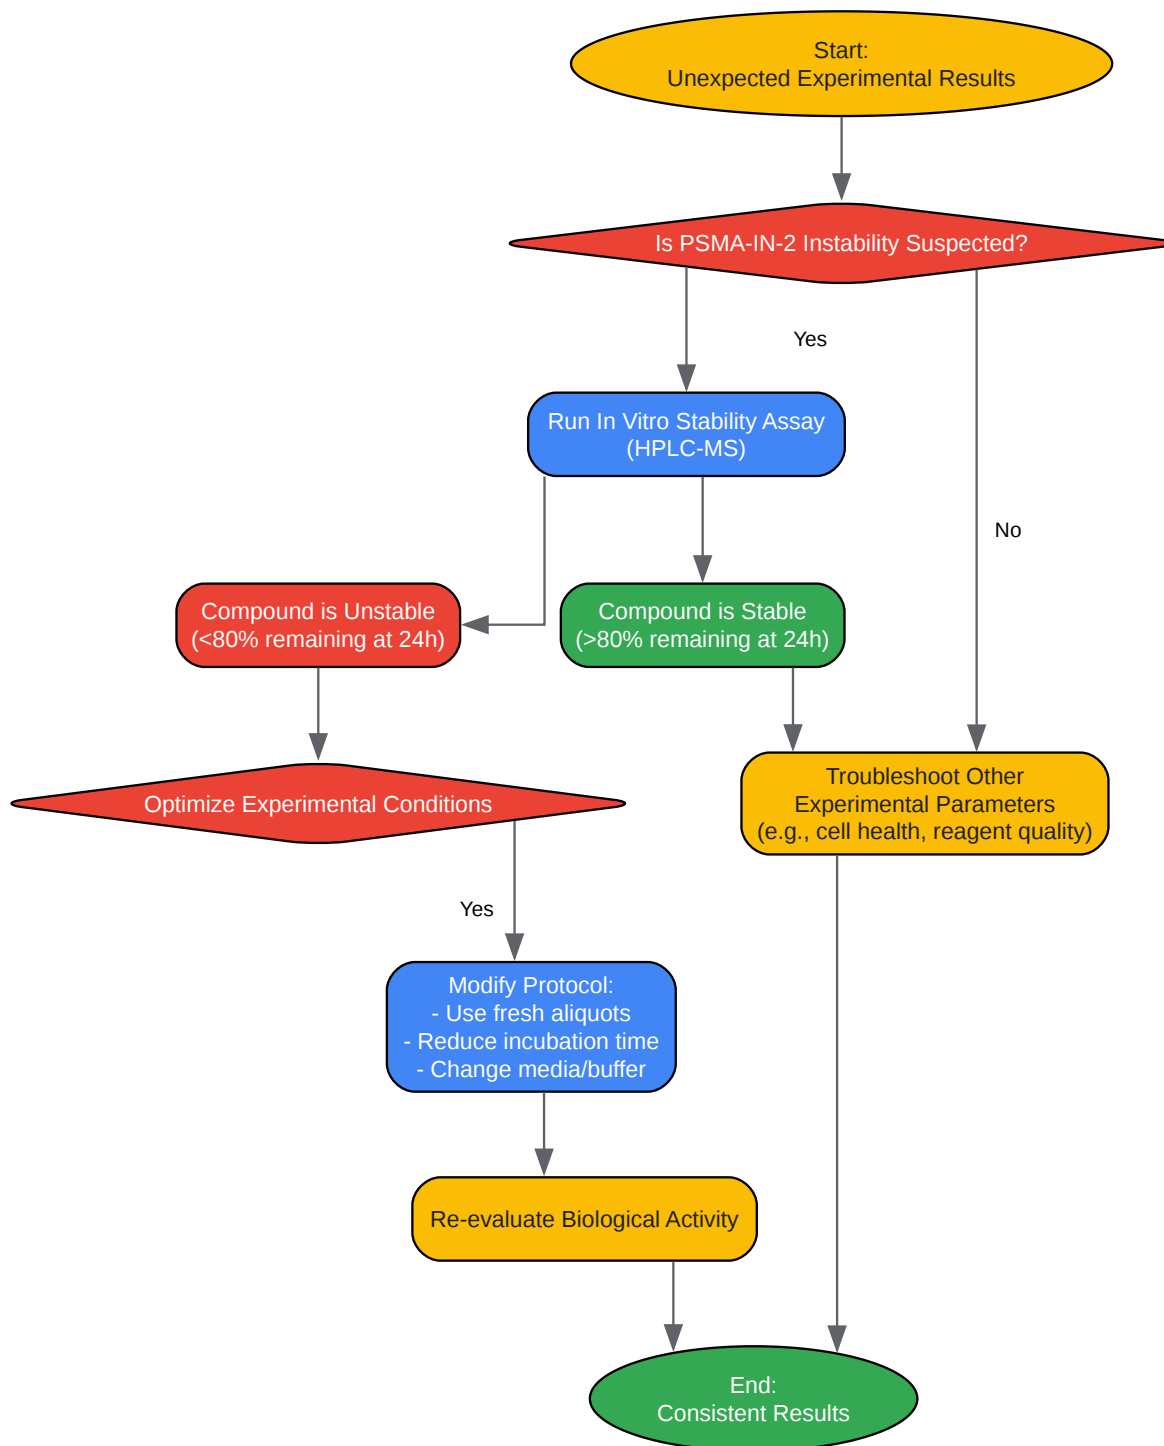 Start:
Unexpected Experimental Results
Is PSMA-IN-2 Instability Suspected?
Yes
Run In Vitro Stability Assay
(HPLC-MS)
No
Compound is Unstable
(<80% remaining at 24h)
Compound is Stable
(>80% remaining at 24h)
Optimize Experimental Conditions
Troubleshoot Other
Experimental Parameters
(e.g., cell health, reagent quality)
Yes
Modify Protocol:
- Use fresh aliquots
- Reduce incubation time
- Change media/buffer
Re-evaluate Biological Activity
End:
Consistent Results